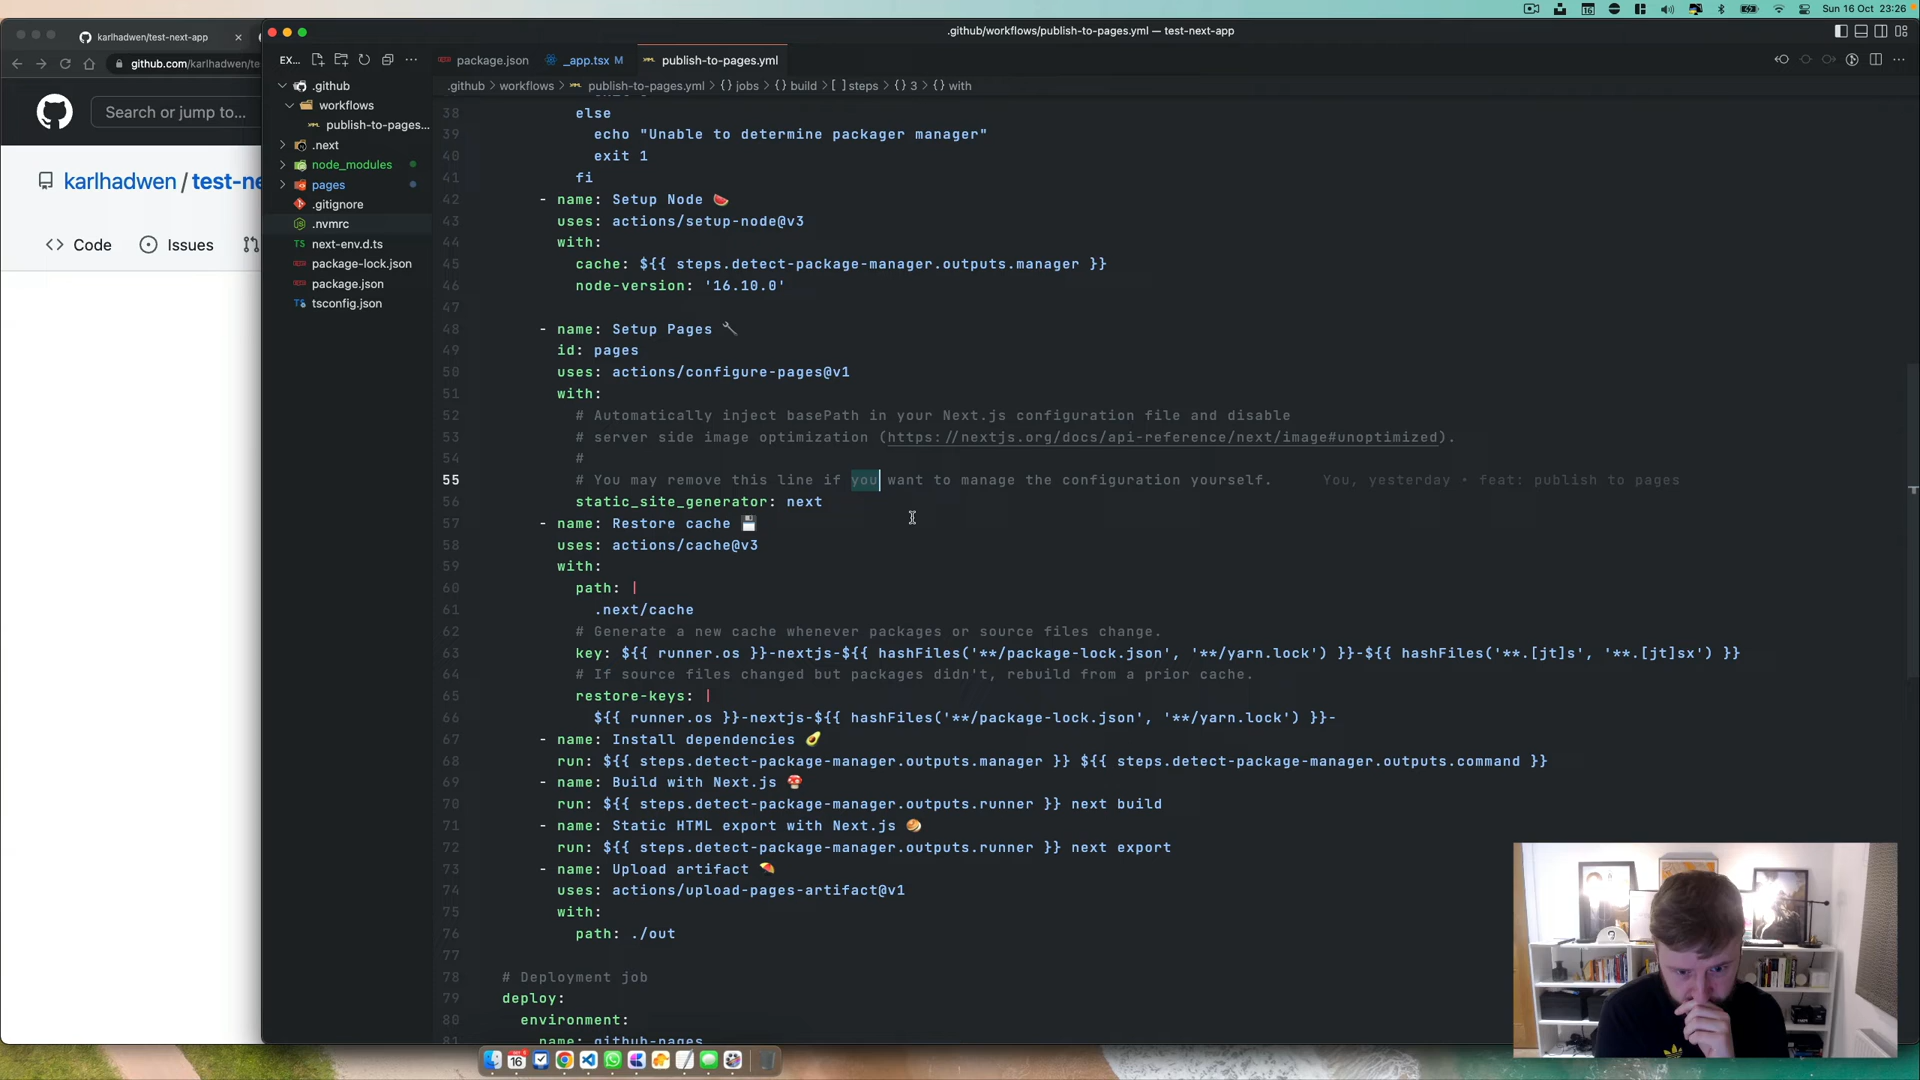 Sun 16 Oct 23:26
karlhadwen/test-next-app
github.com/karlhadwen/te
Search or jump to...
karlhadwen / test-ne
Code
Issues
.github/workflows/publish-to-pages.yml — test-next-app
EX...
package.json
_app.tsx M
publish-to-pages.yml
.github > workflows > publish-to-pages.yml > {} jobs > {} build > [ ] steps > {} 3 > {} with
.github
workflows
publish-to-pages...
.next
node_modules
pages
.gitignore
.nvmrc
next-env.d.ts
package-lock.json
package.json
tsconfig.json
38 else
39 echo "Unable to determine packager manager"
40 exit 1
41 fi
42 - name: Setup Node 🍉
43 uses: actions/setup-node@v3
44 with:
45 cache: ${{ steps.detect-package-manager.outputs.manager }}
46 node-version: '16.10.0'
47
48 - name: Setup Pages 🔧
49 id: pages
50 uses: actions/configure-pages@v1
51 with:
52 # Automatically inject basePath in your Next.js configuration file and disable
53 # server side image optimization (https://nextjs.org/docs/api-reference/next/image#unoptimized).
54 #
55 # You may remove this line if you want to manage the configuration yourself. You, yesterday • feat: publish to pages
56 static_site_generator: next
57 - name: Restore cache 💾
58 uses: actions/cache@v3
59 with:
60 path: |
61 .next/cache
62 # Generate a new cache whenever packages or source files change.
63 key: ${{ runner.os }}-nextjs-${{ hashFiles('**/package-lock.json', '**/yarn.lock') }}-${{ hashFiles('**.[jt]s', '**.[jt]sx') }}
64 # If source files changed but packages didn't, rebuild from a prior cache.
65 restore-keys: |
66 ${{ runner.os }}-nextjs-${{ hashFiles('**/package-lock.json', '**/yarn.lock') }}-
67 - name: Install dependencies 🥑
68 run: ${{ steps.detect-package-manager.outputs.manager }} ${{ steps.detect-package-manager.outputs.command }}
69 - name: Build with Next.js 🍄
70 run: ${{ steps.detect-package-manager.outputs.runner }} next build
71 - name: Static HTML export with Next.js 🥔
72 run: ${{ steps.detect-package-manager.outputs.runner }} next export
73 - name: Upload artifact ⛱
74 uses: actions/upload-pages-artifact@v1
75 with:
76 path: ./out
77
78 # Deployment job
79 deploy:
80 environment:
81 name: github-pages